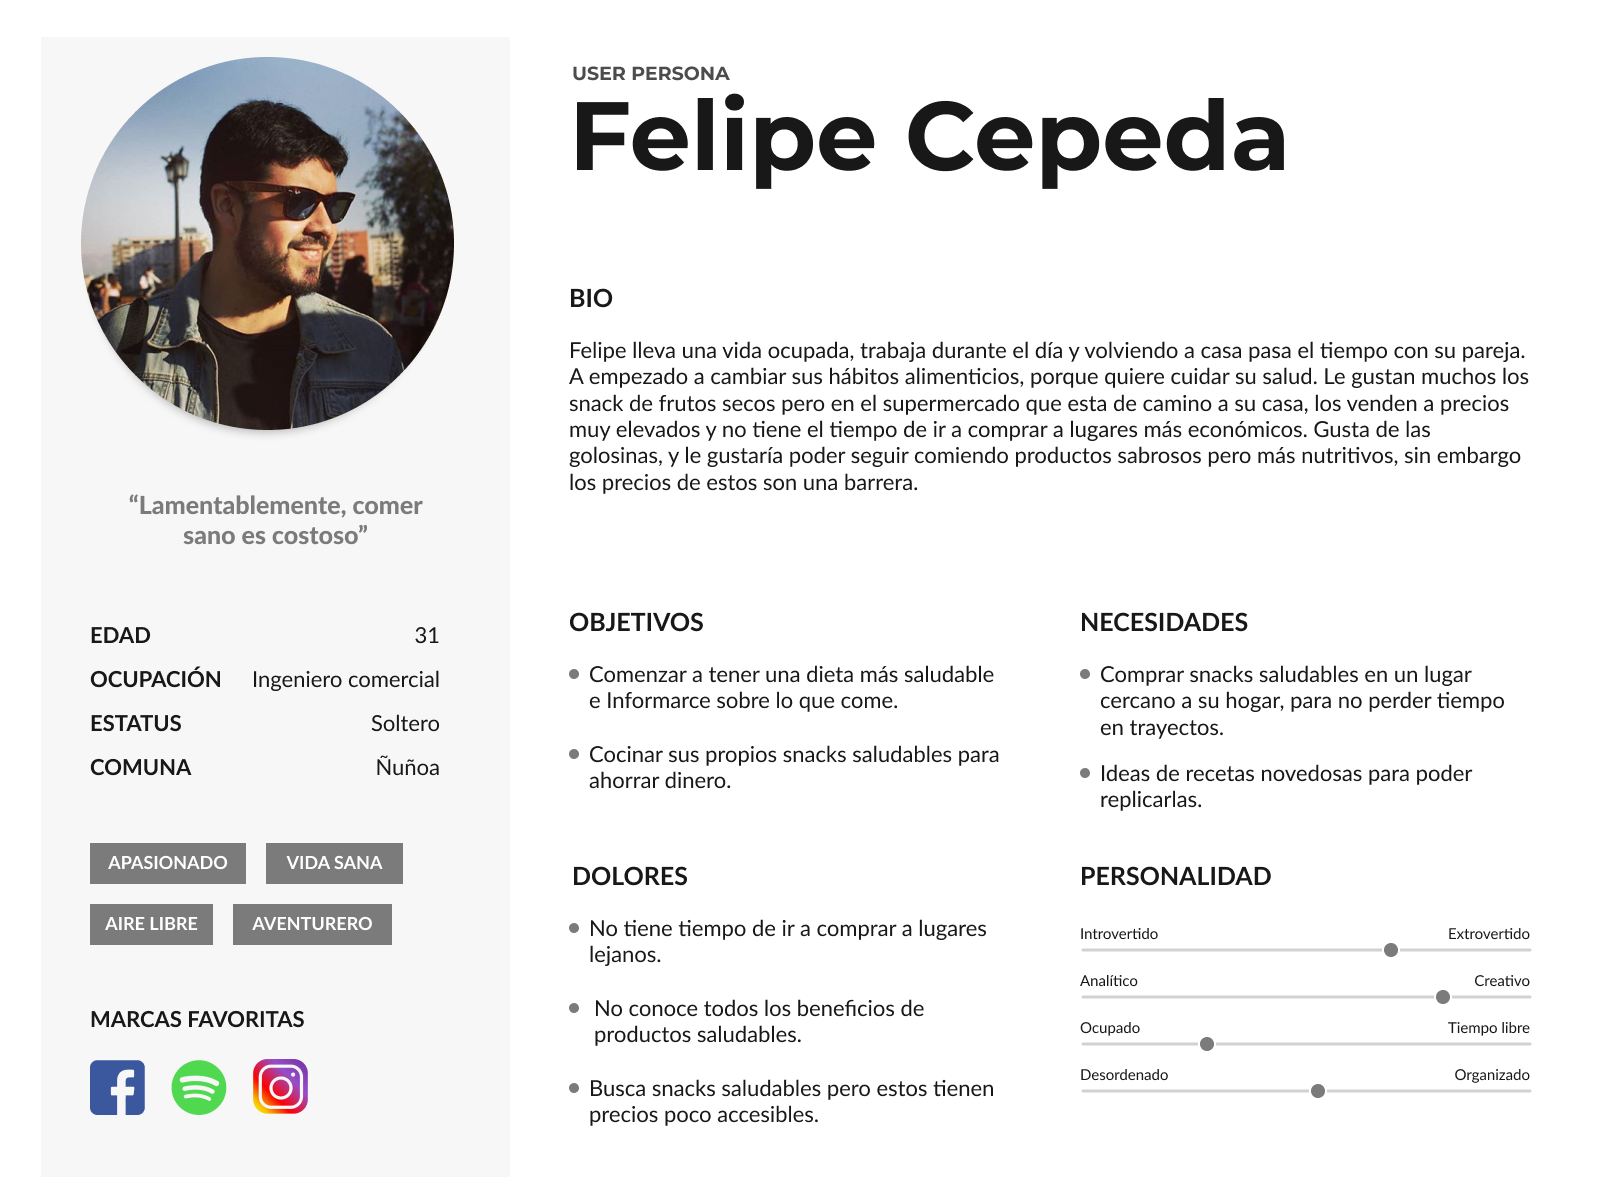 USER PERSONA
Felipe Cepeda
“Lamentablemente, comer
sano es costoso”
EDAD 31
OCUPACIÓN Ingeniero comercial
ESTATUS Soltero
COMUNA Ñuñoa
APASIONADO VIDA SANA
AIRE LIBRE AVENTURERO
MARCAS FAVORITAS
BIO
Felipe lleva una vida ocupada, trabaja durante el día y volviendo a casa pasa el tiempo con su pareja.
A empezado a cambiar sus hábitos alimenticios, porque quiere cuidar su salud. Le gustan muchos los
snack de frutos secos pero en el supermercado que esta de camino a su casa, los venden a precios
muy elevados y no tiene el tiempo de ir a comprar a lugares más económicos. Gusta de las
golosinas, y le gustaría poder seguir comiendo productos sabrosos pero más nutritivos, sin embargo
los precios de estos son una barrera.
OBJETIVOS
Comenzar a tener una dieta más saludable
e Informarce sobre lo que come.
Cocinar sus propios snacks saludables para
ahorrar dinero.
NECESIDADES
Comprar snacks saludables en un lugar
cercano a su hogar, para no perder tiempo
en trayectos.
Ideas de recetas novedosas para poder
replicarlas.
DOLORES
No tiene tiempo de ir a comprar a lugares
lejanos.
No conoce todos los beneficios de
productos saludables.
Busca snacks saludables pero estos tienen
precios poco accesibles.
PERSONALIDAD
Introvertido Extrovertido
Analítico Creativo
Ocupado Tiempo libre
Desordenado Organizado